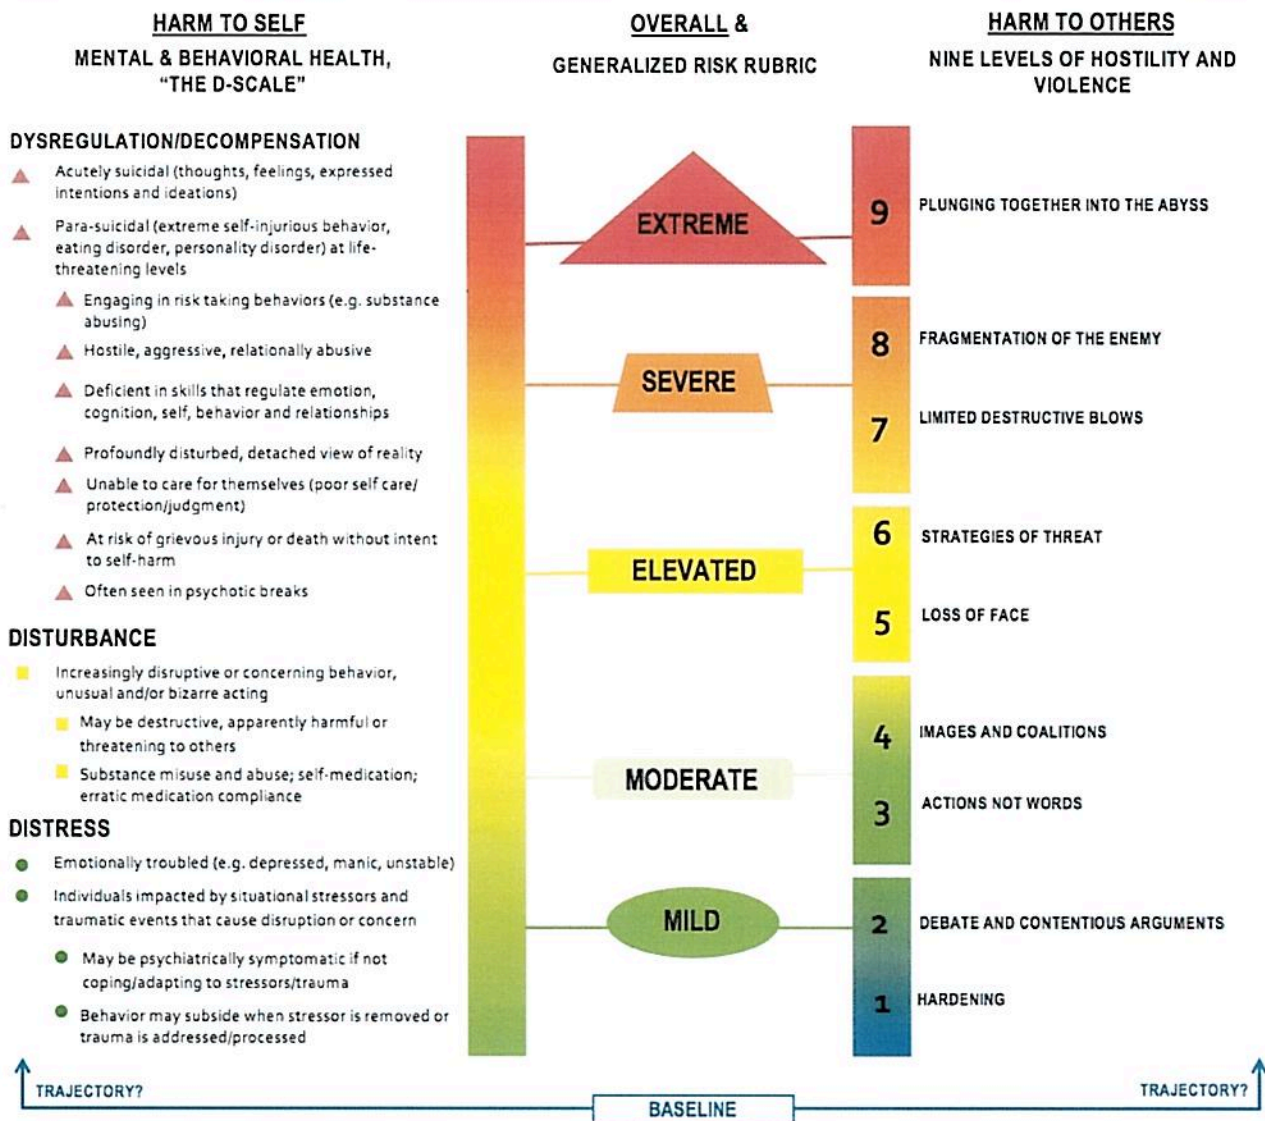 HARM TO SELF
MENTAL & BEHAVIORAL HEALTH,
“THE D-SCALE”
DYSREGULATION/DECOMPENSATION
Acutely suicidal (thoughts, feelings, expressed
intentions and ideations)
Para-suicidal (extreme self-injurious behavior,
eating disorder, personality disorder) at life-
threatening levels
Engaging in risk taking behaviors (e.g. substance
abusing)
Hostile, aggressive, relationally abusive
Deficient in skills that regulate emotion,
cognition, self, behavior and relationships
Profoundly disturbed, detached view of reality
Unable to care for themselves (poor self care/
protection/judgment)
At risk of grievous injury or death without intent
to self-harm
Often seen in psychotic breaks
DISTURBANCE
Increasingly disruptive or concerning behavior,
unusual and/or bizarre acting
May be destructive, apparently harmful or
threatening to others
Substance misuse and abuse; self-medication;
erratic medication compliance
DISTRESS
Emotionally troubled (e.g. depressed, manic, unstable)
Individuals impacted by situational stressors and
traumatic events that cause disruption or concern
May be psychiatrically symptomatic if not
coping/adapting to stressors/trauma
Behavior may subside when stressor is removed or
trauma is addressed/processed
OVERALL &
GENERALIZED RISK RUBRIC
EXTREME
SEVERE
ELEVATED
MODERATE
MILD
HARM TO OTHERS
NINE LEVELS OF HOSTILITY AND
VIOLENCE
9 PLUNGING TOGETHER INTO THE ABYSS
8 FRAGMENTATION OF THE ENEMY
7 LIMITED DESTRUCTIVE BLOWS
6 STRATEGIES OF THREAT
5 LOSS OF FACE
4 IMAGES AND COALITIONS
3 ACTIONS NOT WORDS
2 DEBATE AND CONTENTIOUS ARGUMENTS
1 HARDENING
TRAJECTORY?
BASELINE
TRAJECTORY?